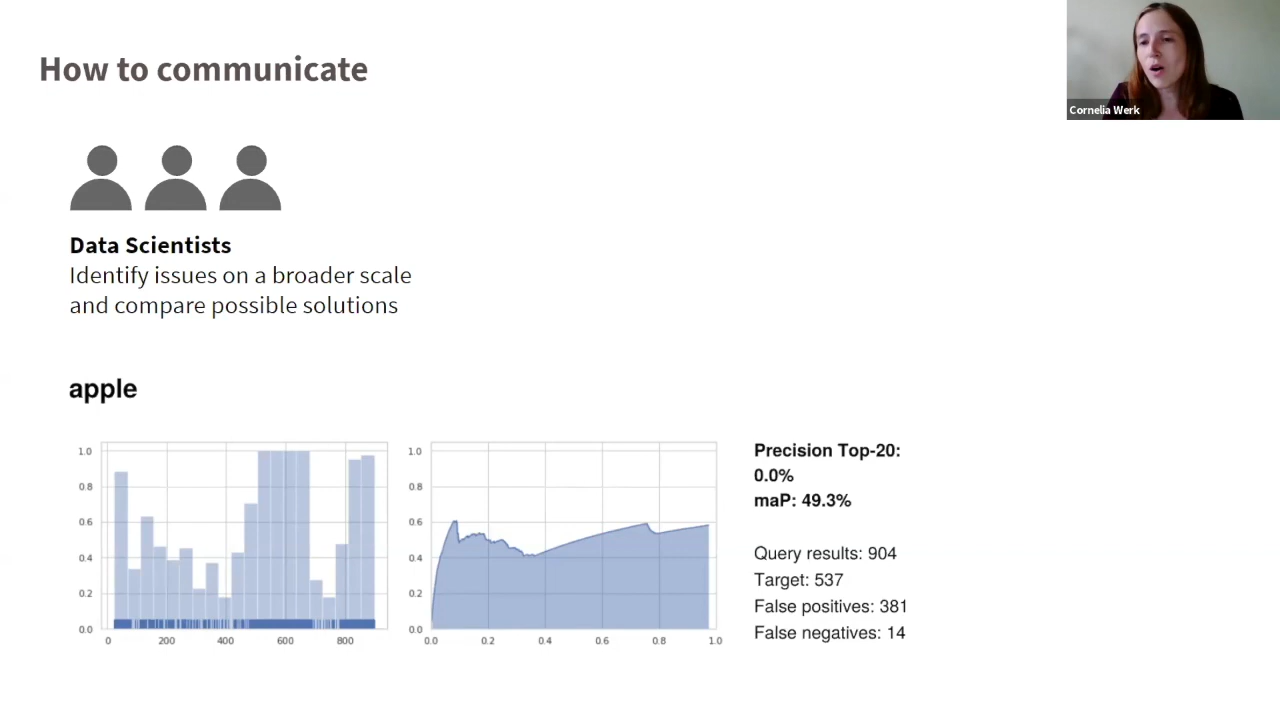 How to communicate
Cornelia Werk
Data Scientists
Identify issues on a broader scale
and compare possible solutions
apple
1.0
0.8
0.6
0.4
0.2
0.0
0 200 400 600 800
1.0
0.8
0.6
0.4
0.2
0.0
0.0 0.2 0.4 0.6 0.8 1.0
Precision Top-20:
0.0%
maP: 49.3%
Query results: 904
Target: 537
False positives: 381
False negatives: 14